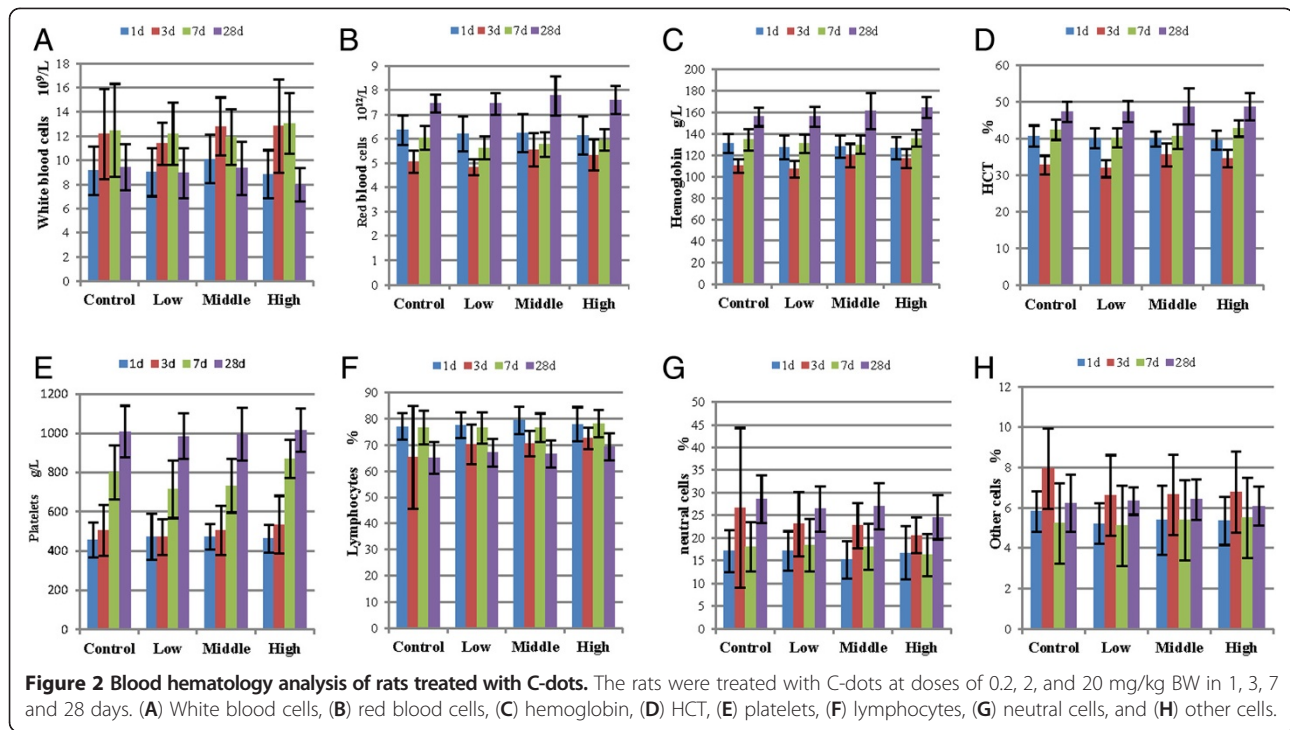 A
1d 3d 7d 28d
White blood cells 10⁹/L
18
16
14
12
10
8
6
4
2
0
Control Low Middle High
B
1d 3d 7d 28d
Red blood cells 10¹²/L
9
8
7
6
5
4
3
2
1
0
Control Low Middle High
C
1d 3d 7d 28d
Hemoglobin g/L
200
180
160
140
120
100
80
60
40
20
0
Control Low Middle High
D
1d 3d 7d 28d
HCT %
60
50
40
30
20
10
0
Control Low Middle High
E
1d 3d 7d 28d
Platelets g/L
1200
1000
800
600
400
200
0
Control Low Middle High
F
1d 3d 7d 28d
Lymphocytes %
90
80
70
60
50
40
30
20
10
0
Control Low Middle High
G
1d 3d 7d 28d
neutral cells %
50
45
40
35
30
25
20
15
10
5
0
Control Low Middle High
H
1d 3d 7d 28d
Other cells %
12
10
8
6
4
2
0
Control Low Middle High
Figure 2 Blood hematology analysis of rats treated with C-dots. The rats were treated with C-dots at doses of 0.2, 2, and 20 mg/kg BW in 1, 3, 7
and 28 days. (A) White blood cells, (B) red blood cells, (C) hemoglobin, (D) HCT, (E) platelets, (F) lymphocytes, (G) neutral cells, and (H) other cells.